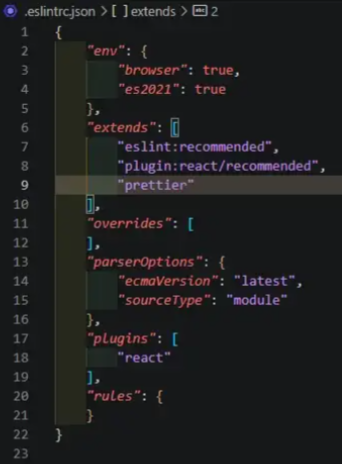 .eslintrc.json > [ ] extends > abc 2
1 {
2 "env": {
3 "browser": true,
4 "es2021": true
5 },
6 "extends": [
7 "eslint:recommended",
8 "plugin:react/recommended",
9 "prettier"
10 ],
11 "overrides": [
12 ],
13 "parserOptions": {
14 "ecmaVersion": "latest",
15 "sourceType": "module"
16 },
17 "plugins": [
18 "react"
19 ],
20 "rules": {
21 }
22 }
23